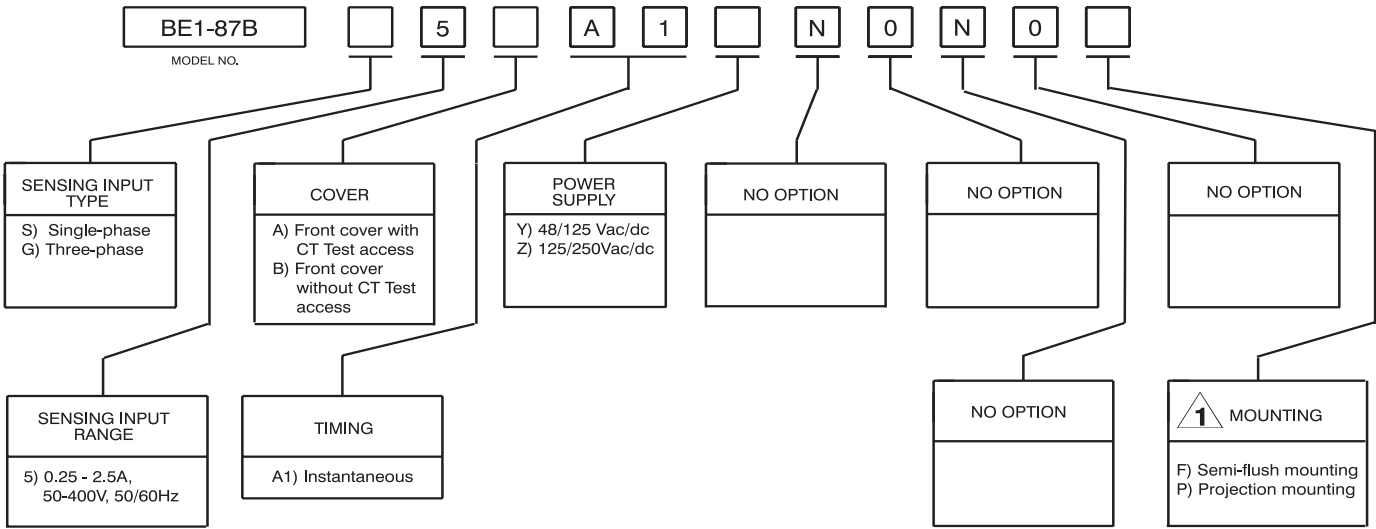 BE1-87B
5
A
1
N
0
N
0
MODEL NO.
SENSING INPUT
TYPE
S) Single-phase
G) Three-phase
COVER
A) Front cover with
CT Test access
B) Front cover
without CT Test
access
POWER
SUPPLY
Y) 48/125 Vac/dc
Z) 125/250Vac/dc
NO OPTION
NO OPTION
NO OPTION
SENSING INPUT
RANGE
5) 0.25 - 2.5A,
50-400V, 50/60Hz
TIMING
A1) Instantaneous
NO OPTION
1 MOUNTING
F) Semi-flush mounting
P) Projection mounting